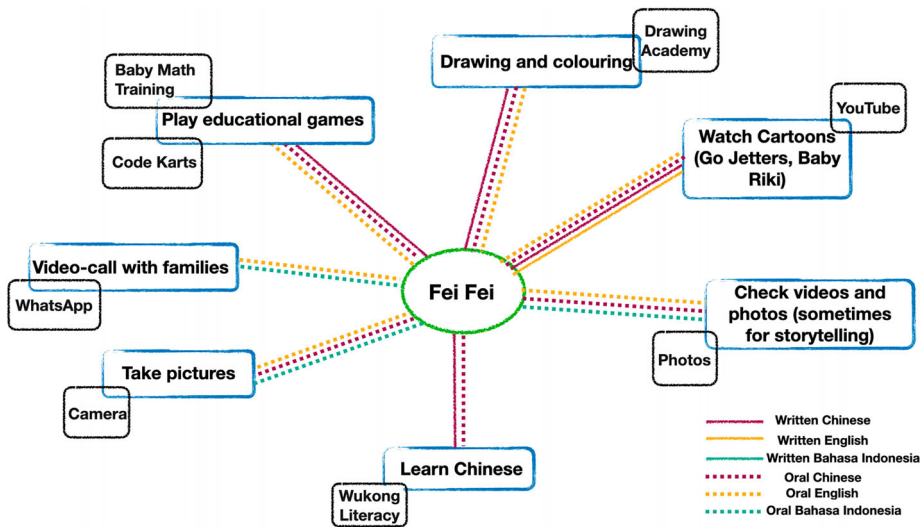 Drawing and colouring
Drawing
Academy
Baby Math
Training
Play educational games
Code Karts
YouTube
Watch Cartoons
(Go Jetters, Baby
Riki)
Video-call with families
WhatsApp
Fei Fei
Check videos and
photos (sometimes
for storytelling)
Photos
Take pictures
Camera
Learn Chinese
Wukong
Literacy
Written Chinese
Written English
Written Bahasa Indonesia
Oral Chinese
Oral English
Oral Bahasa Indonesia